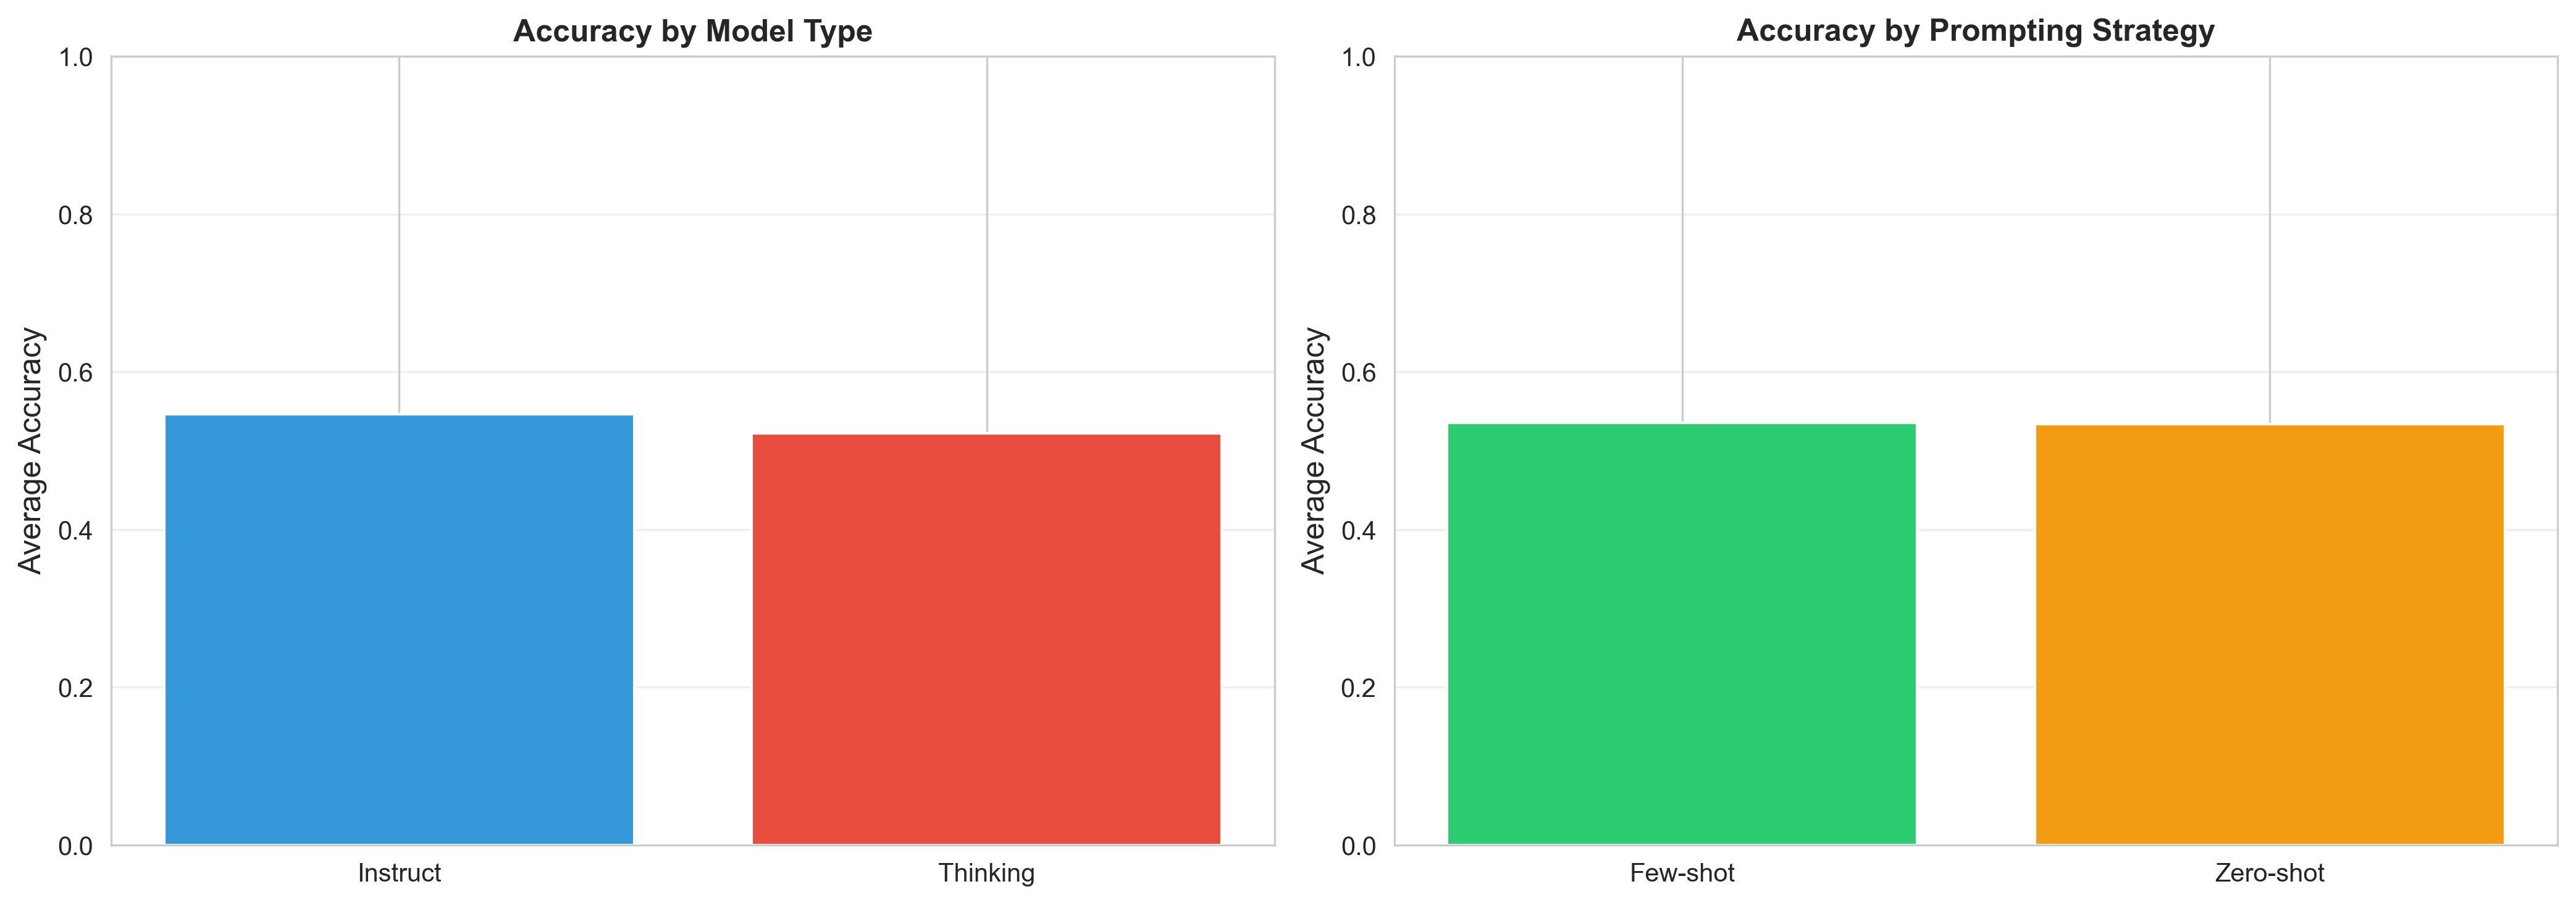 Accuracy by Model Type
Average Accuracy
1.0
0.8
0.6
0.4
0.2
0.0
Instruct Thinking
Accuracy by Prompting Strategy
Average Accuracy
1.0
0.8
0.6
0.4
0.2
0.0
Few-shot Zero-shot